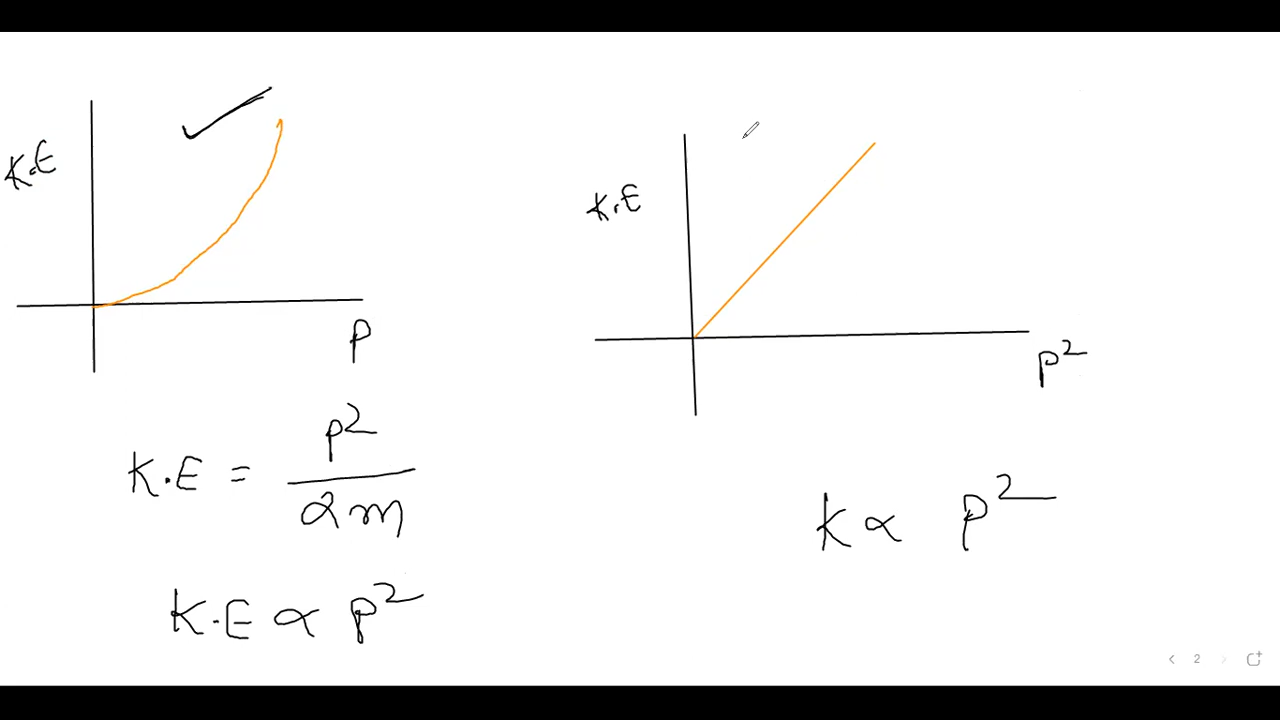 K.E
P
K.E = P²/2m
K.E ∝ P²
K.E
P²
K ∝ P²
2